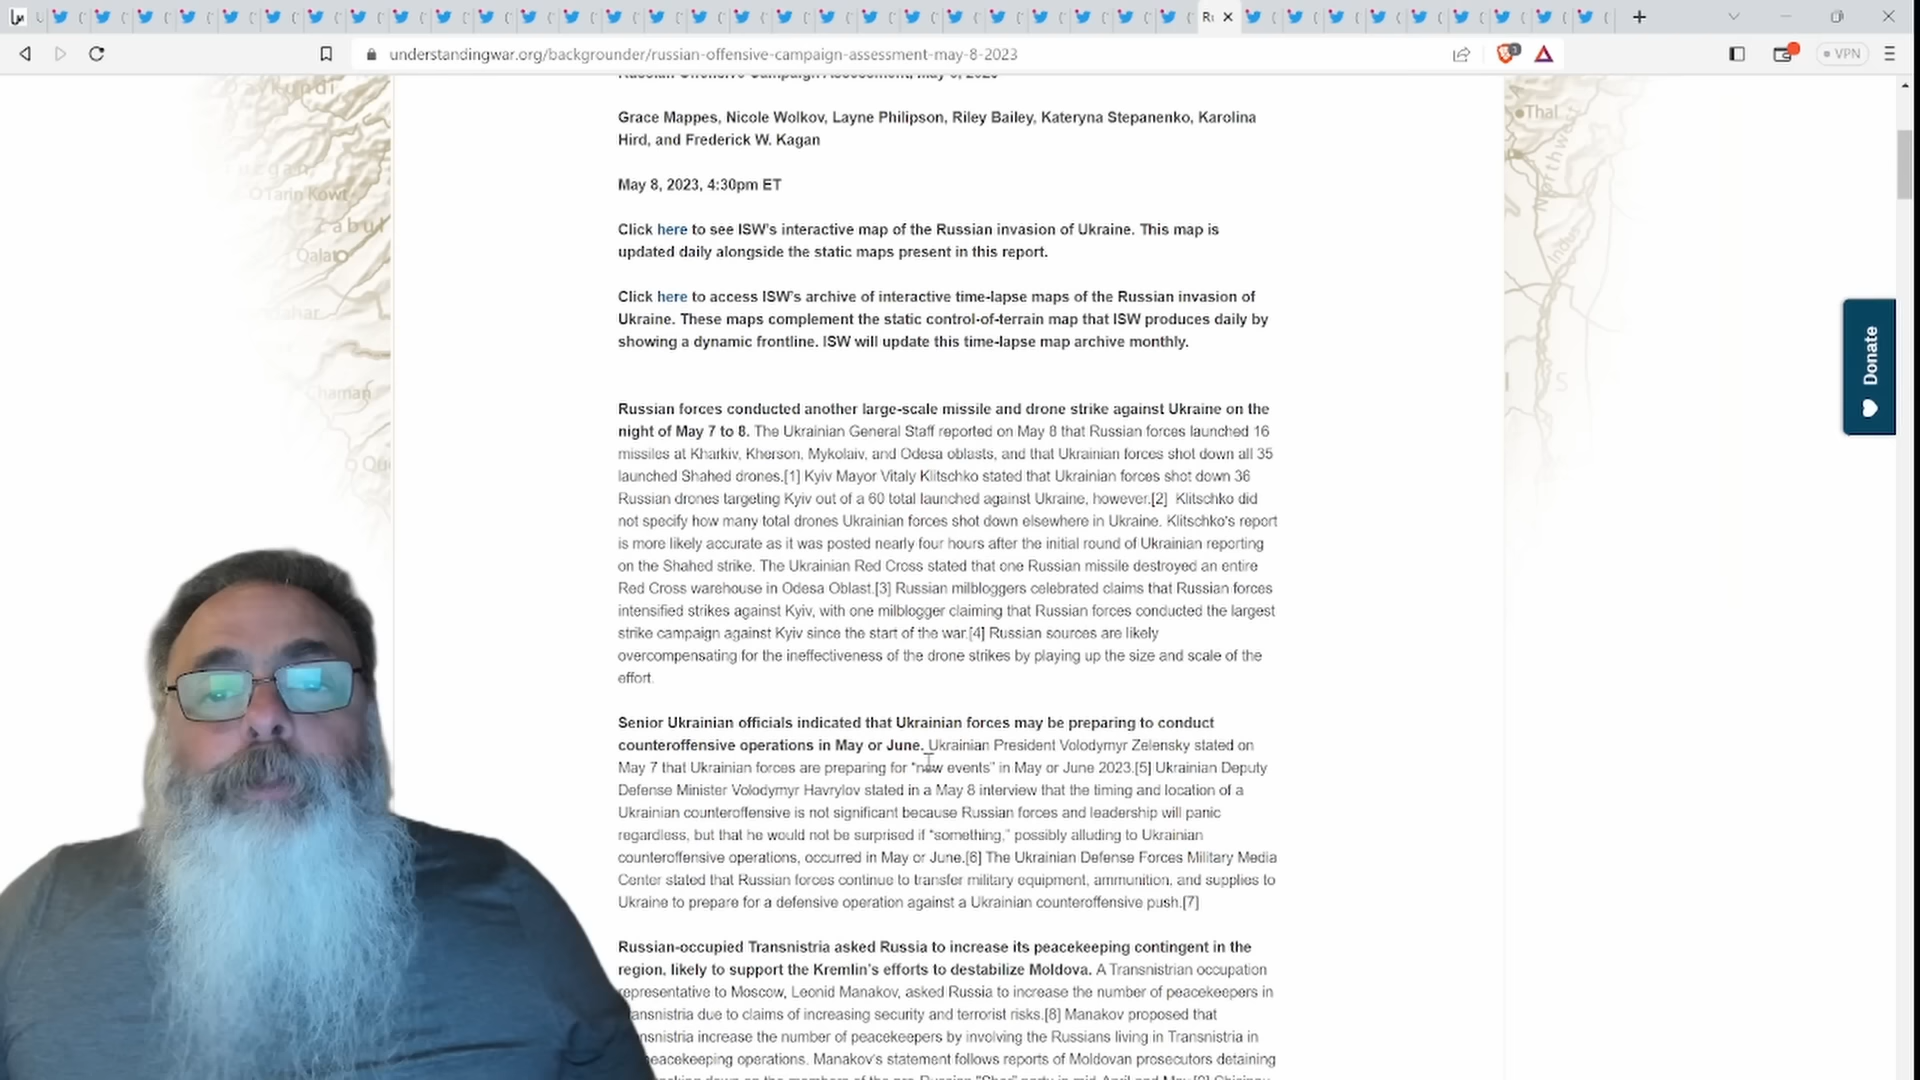 understandingwar.org/backgrounder/russian-offensive-campaign-assessment-may-8-2023
VPN
Grace Mappes, Nicole Wolkov, Layne Philipson, Riley Bailey, Kateryna Stepanenko, Karolina
Hird, and Frederick W. Kagan
May 8, 2023, 4:30pm ET
Click here to see ISW's interactive map of the Russian invasion of Ukraine. This map is
updated daily alongside the static maps present in this report.
Click here to access ISW's archive of interactive time-lapse maps of the Russian invasion of
Ukraine. These maps complement the static control-of-terrain map that ISW produces daily by
showing a dynamic frontline. ISW will update this time-lapse map archive monthly.
Russian forces conducted another large-scale missile and drone strike against Ukraine on the
night of May 7 to 8. The Ukrainian General Staff reported on May 8 that Russian forces launched 16
missiles at Kharkiv, Kherson, Mykolaiv, and Odesa oblasts, and that Ukrainian forces shot down all 35
launched Shahed drones.[1] Kyiv Mayor Vitaly Klitschko stated that Ukrainian forces shot down 36
Russian drones targeting Kyiv out of a 60 total launched against Ukraine, however.[2] Klitschko did
not specify how many total drones Ukrainian forces shot down elsewhere in Ukraine. Klitschko's report
is more likely accurate as it was posted nearly four hours after the initial round of Ukrainian reporting
on the Shahed strike. The Ukrainian Red Cross stated that one Russian missile destroyed an entire
Red Cross warehouse in Odesa Oblast.[3] Russian milbloggers celebrated claims that Russian forces
intensified strikes against Kyiv, with one milblogger claiming that Russian forces conducted the largest
strike campaign against Kyiv since the start of the war.[4] Russian sources are likely
overcompensating for the ineffectiveness of the drone strikes by playing up the size and scale of the
effort.
Senior Ukrainian officials indicated that Ukrainian forces may be preparing to conduct
counteroffensive operations in May or June. Ukrainian President Volodymyr Zelensky stated on
May 7 that Ukrainian forces are preparing for "new events" in May or June 2023.[5] Ukrainian Deputy
Defense Minister Volodymyr Havrylov stated in a May 8 interview that the timing and location of a
Ukrainian counteroffensive is not significant because Russian forces and leadership will panic
regardless, but that he would not be surprised if "something," possibly alluding to Ukrainian
counteroffensive operations, occurred in May or June.[6] The Ukrainian Defense Forces Military Media
Center stated that Russian forces continue to transfer military equipment, ammunition, and supplies to
Ukraine to prepare for a defensive operation against a Ukrainian counteroffensive push.[7]
Russian-occupied Transnistria asked Russia to increase its peacekeeping contingent in the
region, likely to support the Kremlin's efforts to destabilize Moldova. A Transnistrian occupation
representative to Moscow, Leonid Manakov, asked Russia to increase the number of peacekeepers in
due to claims of increasing security and terrorist risks.[8] Manakov proposed that
increase the number of peacekeepers by involving the Russians living in Transnistria in
peacekeeping operations. Manakov's statement follows reports of Moldovan prosecutors detaining
Donate
Tarin Kowt
Zabul
Qalat
Chaman
Thal
Northwest
Indus